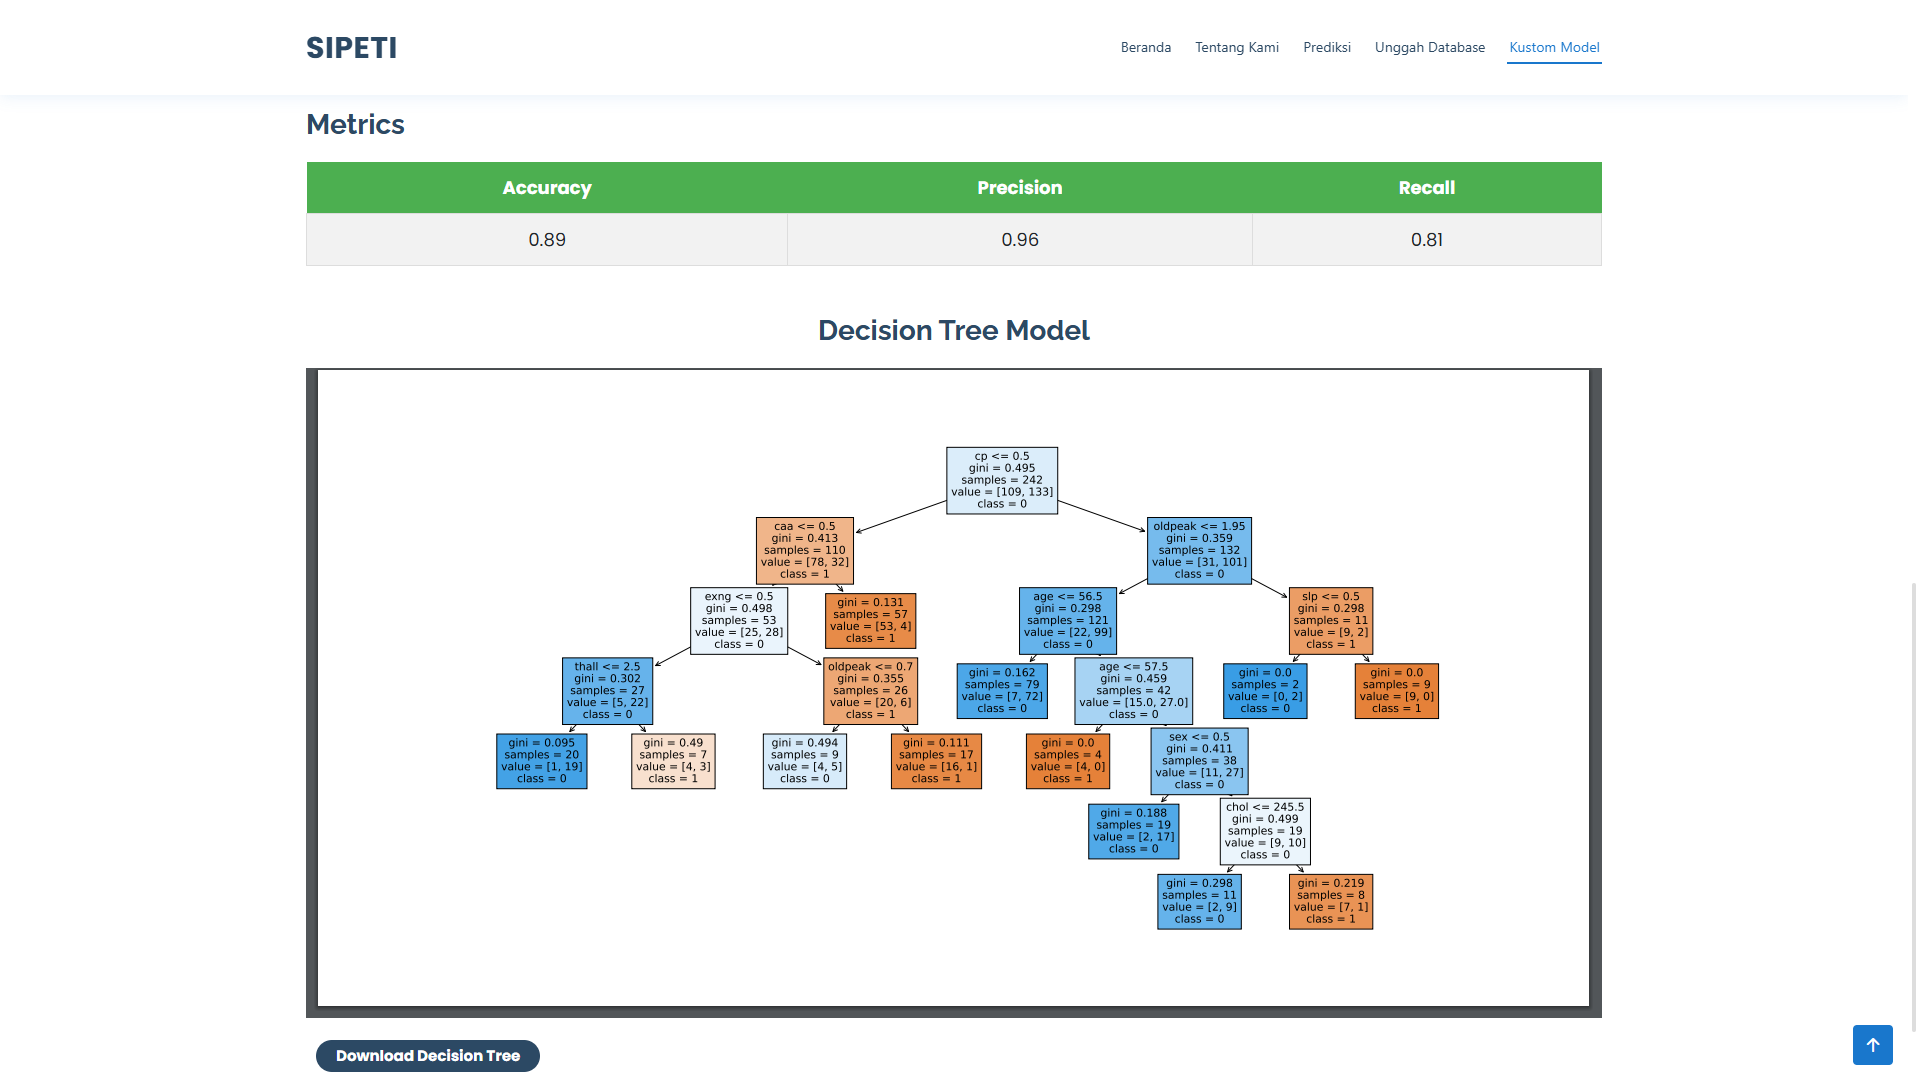 SIPETI
Beranda
Tentang Kami
Prediksi
Unggah Database
Kustom Model
Metrics
Accuracy
Precision
Recall
0.89
0.96
0.81
Decision Tree Model
cp <= 0.5
gini = 0.495
samples = 242
value = [109, 133]
class = 0
caa <= 0.5
gini = 0.413
samples = 110
value = [78, 32]
class = 1
oldpeak <= 1.95
gini = 0.359
samples = 132
value = [31, 101]
class = 0
exng <= 0.5
gini = 0.498
samples = 53
value = [25, 28]
class = 0
gini = 0.131
samples = 57
value = [53, 4]
class = 1
age <= 56.5
gini = 0.298
samples = 121
value = [22, 99]
class = 0
slp <= 0.5
gini = 0.298
samples = 11
value = [9, 2]
class = 1
thall <= 2.5
gini = 0.302
samples = 27
value = [5, 22]
class = 0
oldpeak <= 0.7
gini = 0.355
samples = 26
value = [20, 6]
class = 1
gini = 0.162
samples = 79
value = [7, 72]
class = 0
age <= 57.5
gini = 0.459
samples = 42
value = [15.0, 27.0]
class = 0
gini = 0.0
samples = 2
value = [0, 2]
class = 0
gini = 0.0
samples = 9
value = [9, 0]
class = 1
gini = 0.095
samples = 20
value = [1, 19]
class = 0
gini = 0.49
samples = 7
value = [4, 3]
class = 1
gini = 0.494
samples = 9
value = [4, 5]
class = 0
gini = 0.111
samples = 17
value = [16, 1]
class = 1
gini = 0.0
samples = 4
value = [4, 0]
class = 1
sex <= 0.5
gini = 0.411
samples = 38
value = [11, 27]
class = 0
gini = 0.188
samples = 19
value = [2, 17]
class = 0
chol <= 245.5
gini = 0.499
samples = 19
value = [9, 10]
class = 0
gini = 0.298
samples = 11
value = [2, 9]
class = 0
gini = 0.219
samples = 8
value = [7, 1]
class = 1
Download Decision Tree